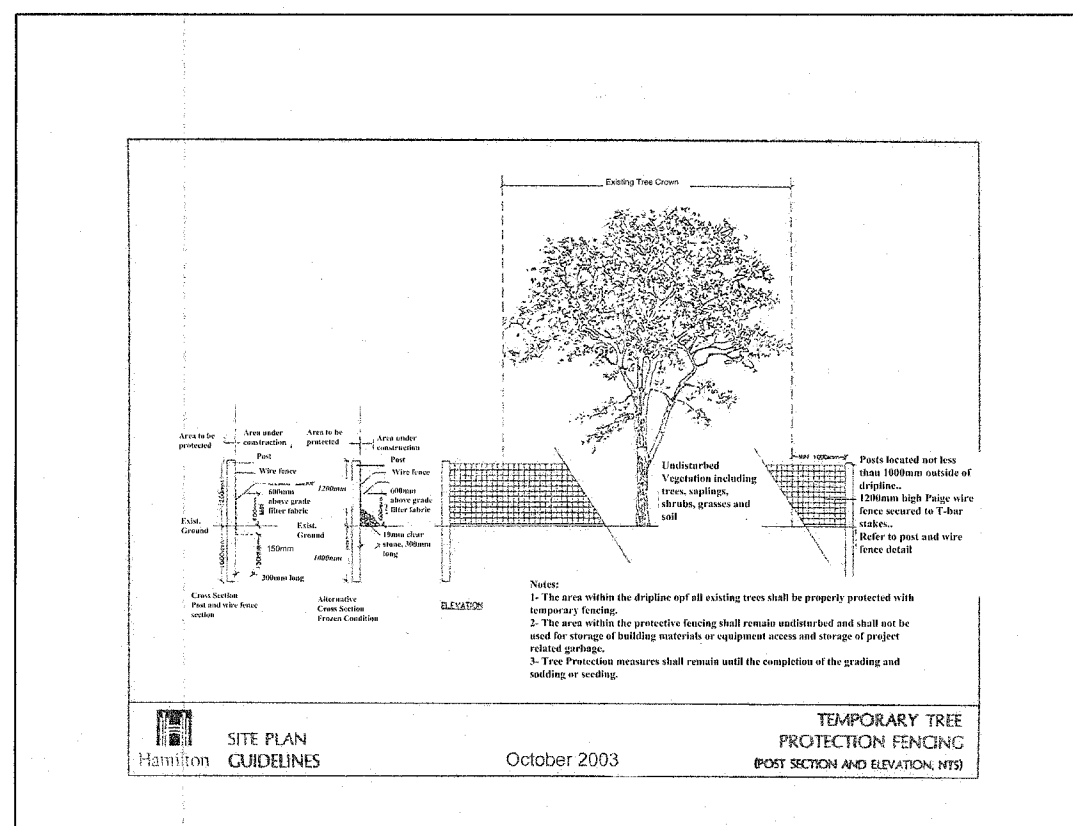 Existing Tree Crown
Area to be
protected
Area under
construction
Post
Wire fence
600mm
above grade
filter fabric
Exist.
Ground
150mm
300mm long
Cross Section
Post and wire fence
section
Area to be
protected
Area under
construction
Post
Wire fence
1200mm
600mm
above grade
filter fabric
Exist.
Ground
19mm clear
stone, 300mm
long
1000mm
Alternative
Cross Section
Frozen Condition
ELEVATION
Undisturbed
Vegetation including
trees, saplings,
shrubs, grasses and
soil
Posts located not less
than 1000mm outside of
dripline..
1200mm high Paige wire
fence secured to T-bar
stakes..
Refer to post and wire
fence detail
Notes:
1- The area within the dripline opf all existing trees shall be properly protected with
temporary fencing.
2- The area within the protective fencing shall remain undisturbed and shall not be
used for storage of building materials or equipment access and storage of project
related garbage.
3- Tree Protection measures shall remain until the completion of the grading and
sodding or seeding.
Hamilton
SITE PLAN
GUIDELINES
October 2003
TEMPORARY TREE
PROTECTION FENCING
(POST SECTION AND ELEVATION, NTS)